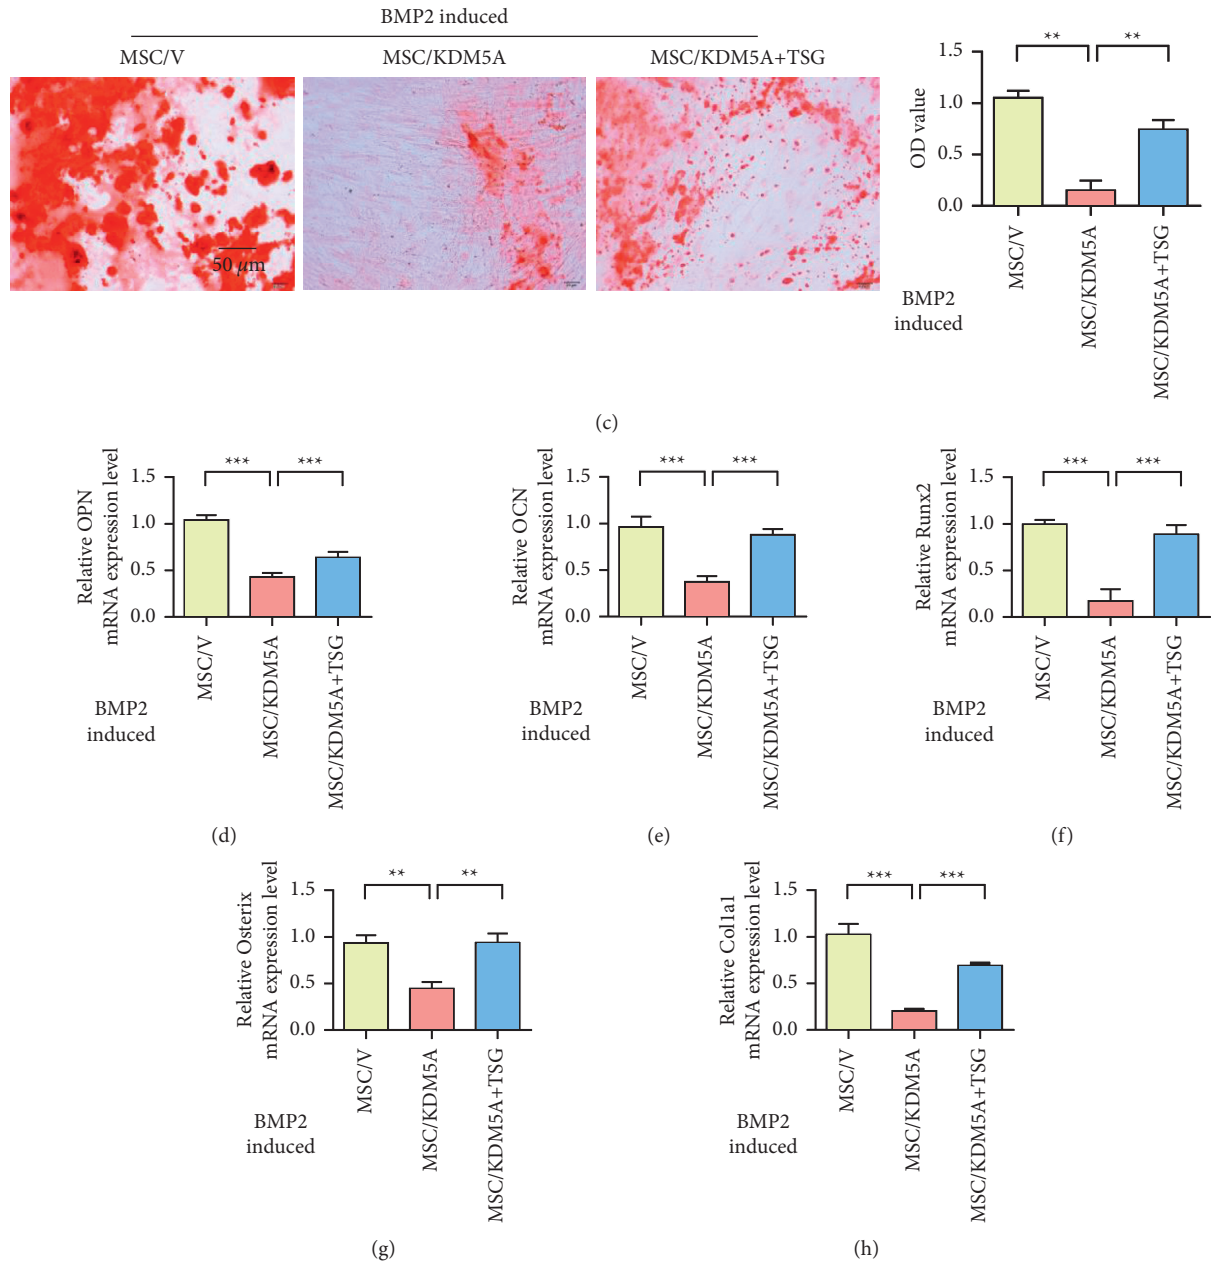 BMP2 induced
MSC/V
MSC/KDM5A
MSC/KDM5A+TSG
50 μm
**
**
OD value
1.5
1.0
0.5
0.0
MSC/V
MSC/KDM5A
MSC/KDM5A+TSG
BMP2
induced
(c)
***
***
Relative OPN
mRNA expression level
1.5
1.0
0.5
0.0
MSC/V
MSC/KDM5A
MSC/KDM5A+TSG
BMP2
induced
(d)
***
***
Relative OCN
mRNA expression level
1.5
1.0
0.5
0.0
MSC/V
MSC/KDM5A
MSC/KDM5A+TSG
BMP2
induced
(e)
***
***
Relative Runx2
mRNA expression level
1.5
1.0
0.5
0.0
MSC/V
MSC/KDM5A
MSC/KDM5A+TSG
BMP2
induced
(f)
**
**
Relative Osterix
mRNA expression level
1.5
1.0
0.5
0.0
MSC/V
MSC/KDM5A
MSC/KDM5A+TSG
BMP2
induced
(g)
***
***
Relative Col1a1
mRNA expression level
1.5
1.0
0.5
0.0
MSC/V
MSC/KDM5A
MSC/KDM5A+TSG
BMP2
induced
(h)